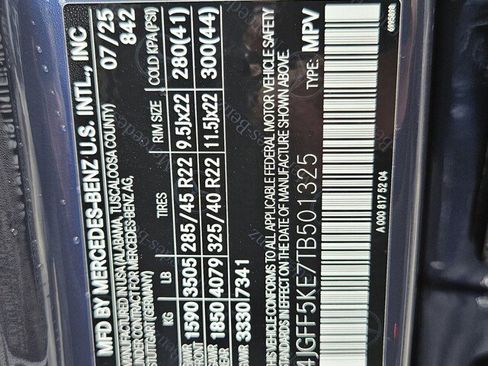 MFD BY MERCEDES-BENZ U.S. INTL., INC
MANUFACTURED IN USA (ALABAMA, TUSCALOOSA COUNTY)
UNDER CONTRACT FOR MERCEDES-BENZ AG,
STUTTGART (GERMANY)
07/25
842
KG LB TIRES RIM SIZE COLD KPA (PSI)
1590 3505 285/45 R22 9.5Jx22 280(41)
FRONT
1850 4079 325/40 R22 11.5Jx22 300(44)
REAR
3330 7341
THIS VEHICLE CONFORMS TO ALL APPLICABLE FEDERAL MOTOR VEHICLE SAFETY
IN EFFECT ON THE DATE OF MANUFACTURE SHOWN ABOVE.
4JGFF5KE7TB501325 TYPE: MPV
A 000 817 52 04